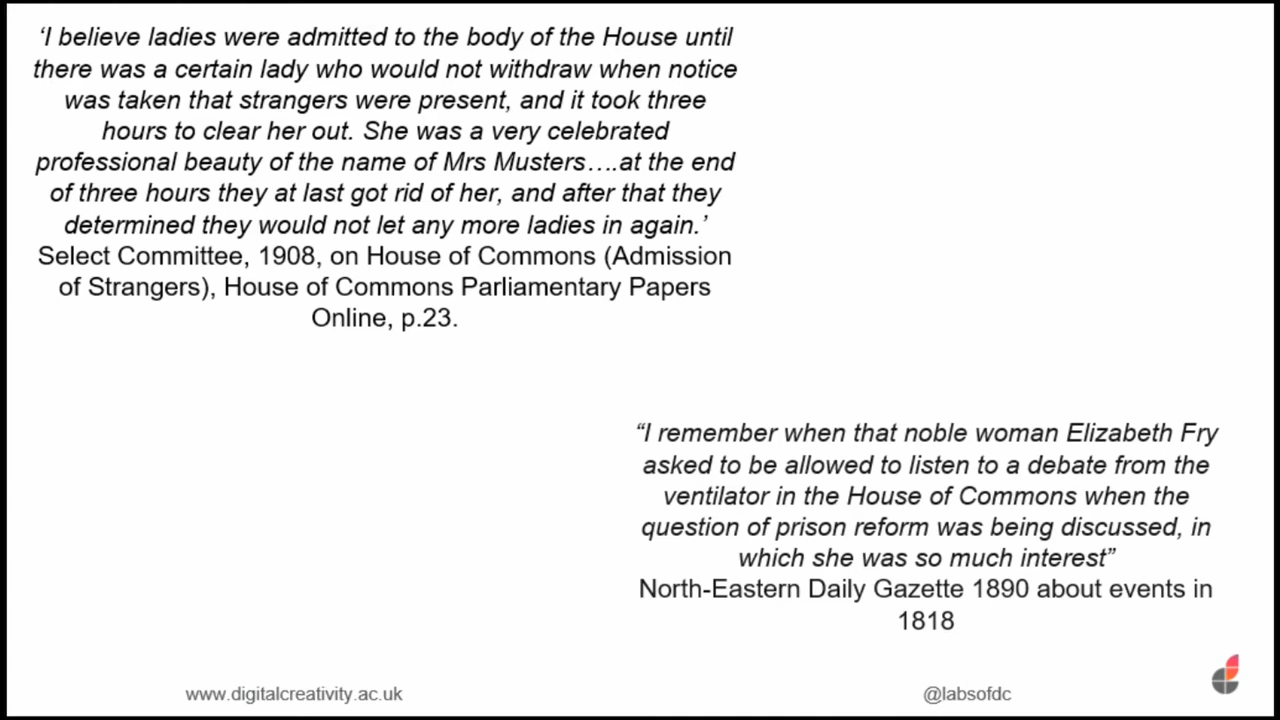 ‘I believe ladies were admitted to the body of the House until
there was a certain lady who would not withdraw when notice
was taken that strangers were present, and it took three
hours to clear her out. She was a very celebrated
professional beauty of the name of Mrs Musters….at the end
of three hours they at last got rid of her, and after that they
determined they would not let any more ladies in again.’
Select Committee, 1908, on House of Commons (Admission
of Strangers), House of Commons Parliamentary Papers
Online, p.23.
“I remember when that noble woman Elizabeth Fry
asked to be allowed to listen to a debate from the
ventilator in the House of Commons when the
question of prison reform was being discussed, in
which she was so much interest”
North-Eastern Daily Gazette 1890 about events in
1818
www.digitalcreativity.ac.uk
@labsofdc